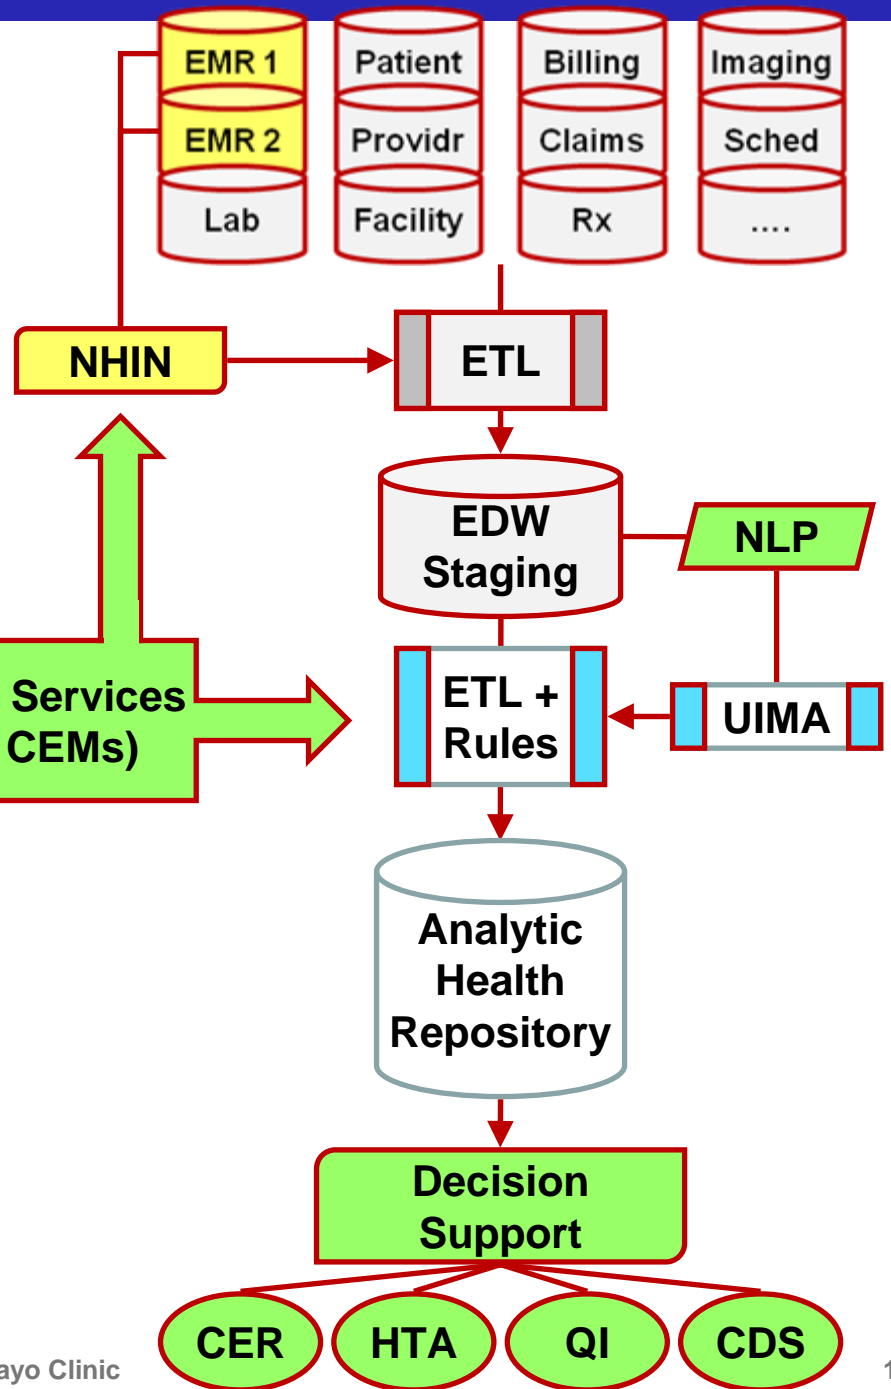 EMR 1
Patient
Billing
Imaging
EMR 2
Providr
Claims
Sched
Lab
Facility
Rx
....
NHIN
ETL
EDW
Staging
NLP
Services
CEMs)
ETL +
Rules
UIMA
Analytic
Health
Repository
Decision
Support
CER
HTA
QI
CDS
ayo Clinic
1